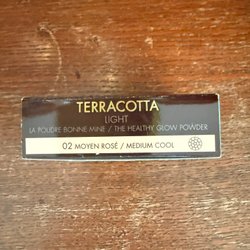 TERRACOTTA
LIGHT
LA POUDRE BONNE MINE / THE HEALTHY GLOW POWDER
02 MOYEN ROSÉ / MEDIUM COOL